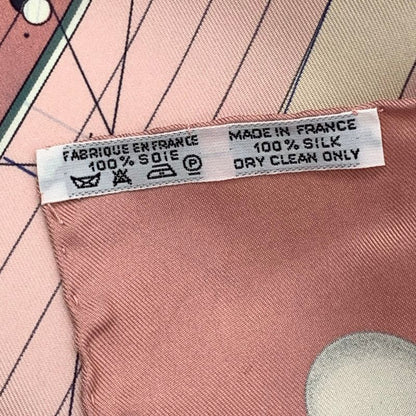 FABRIQUE EN FRANCE
100% SOIE
P
MADE IN FRANCE
100% SILK
DRY CLEAN ONLY